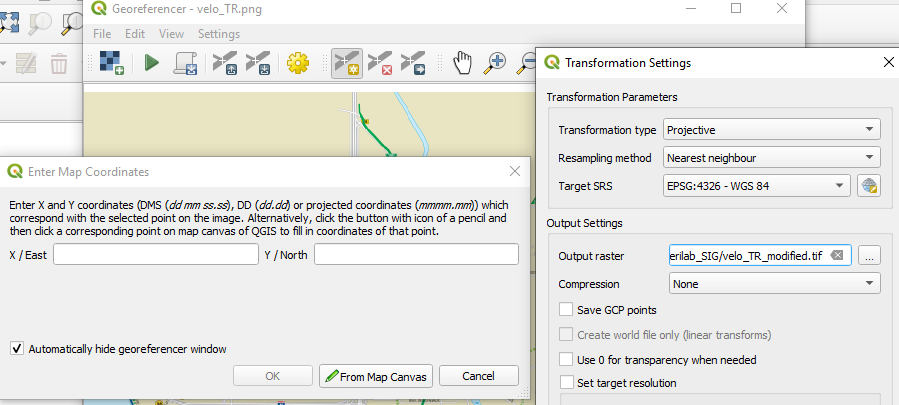 Georeferencer - velo_TR.png
File Edit View Settings
Enter Map Coordinates
Enter X and Y coordinates (DMS (dd mm ss.ss), DD (dd.dd) or projected coordinates (mmmm.mm)) which
correspond with the selected point on the image. Alternatively, click the button with icon of a pencil and
then click a corresponding point on map canvas of QGIS to fill in coordinates of that point.
X / East Y / North
Automatically hide georeferencer window
OK From Map Canvas Cancel
Transformation Settings
Transformation Parameters
Transformation type Projective
Resampling method Nearest neighbour
Target SRS EPSG:4326 - WGS 84
Output Settings
Output raster erilab_SIG/velo_TR_modified.tif ...
Compression None
Save GCP points
Create world file only (linear transforms)
Use 0 for transparency when needed
Set target resolution